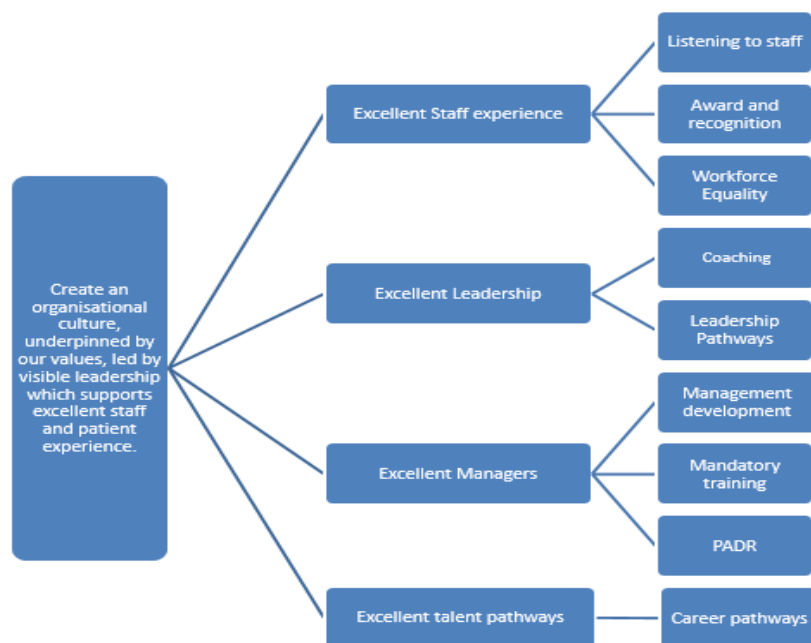 Create an
organisational
culture,
underpinned by
our values, led by
visible leadership
which supports
excellent staff
and patient
experience.
Excellent Staff experience
Listening to staff
Award and
recognition
Workforce
Equality
Excellent Leadership
Coaching
Leadership
Pathways
Excellent Managers
Management
development
Mandatory
training
PADR
Excellent talent pathways
Career pathways